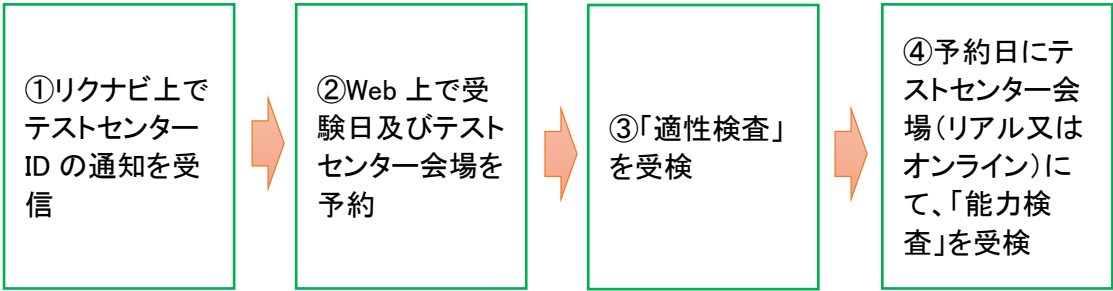 ①リクナビ上で
テストセンター
ID の通知を受
信
②Web 上で受
験日及びテスト
センター会場を
予約
③「適性検査」
を受検
④予約日にテ
ストセンター会
場（リアル又は
オンライン）に
て、「能力検
査」を受検